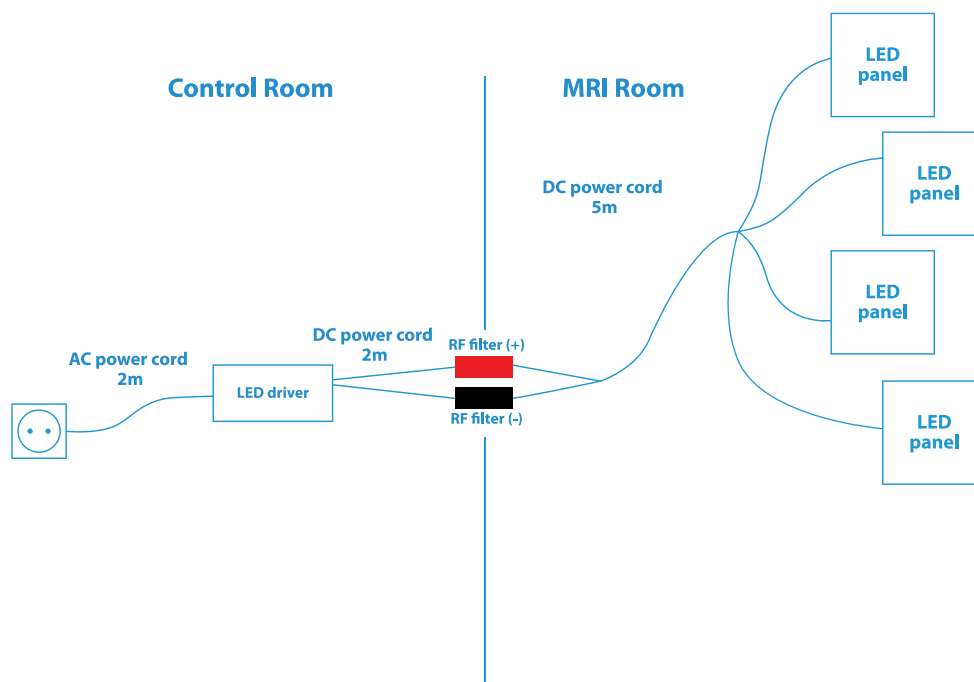 Control Room
MRI Room
LED
panel
LED
panel
DC power cord
5m
LED
panel
DC power cord
2m
RF filter (+)
AC power cord
2m
LED driver
RF filter (-)
LED
panel